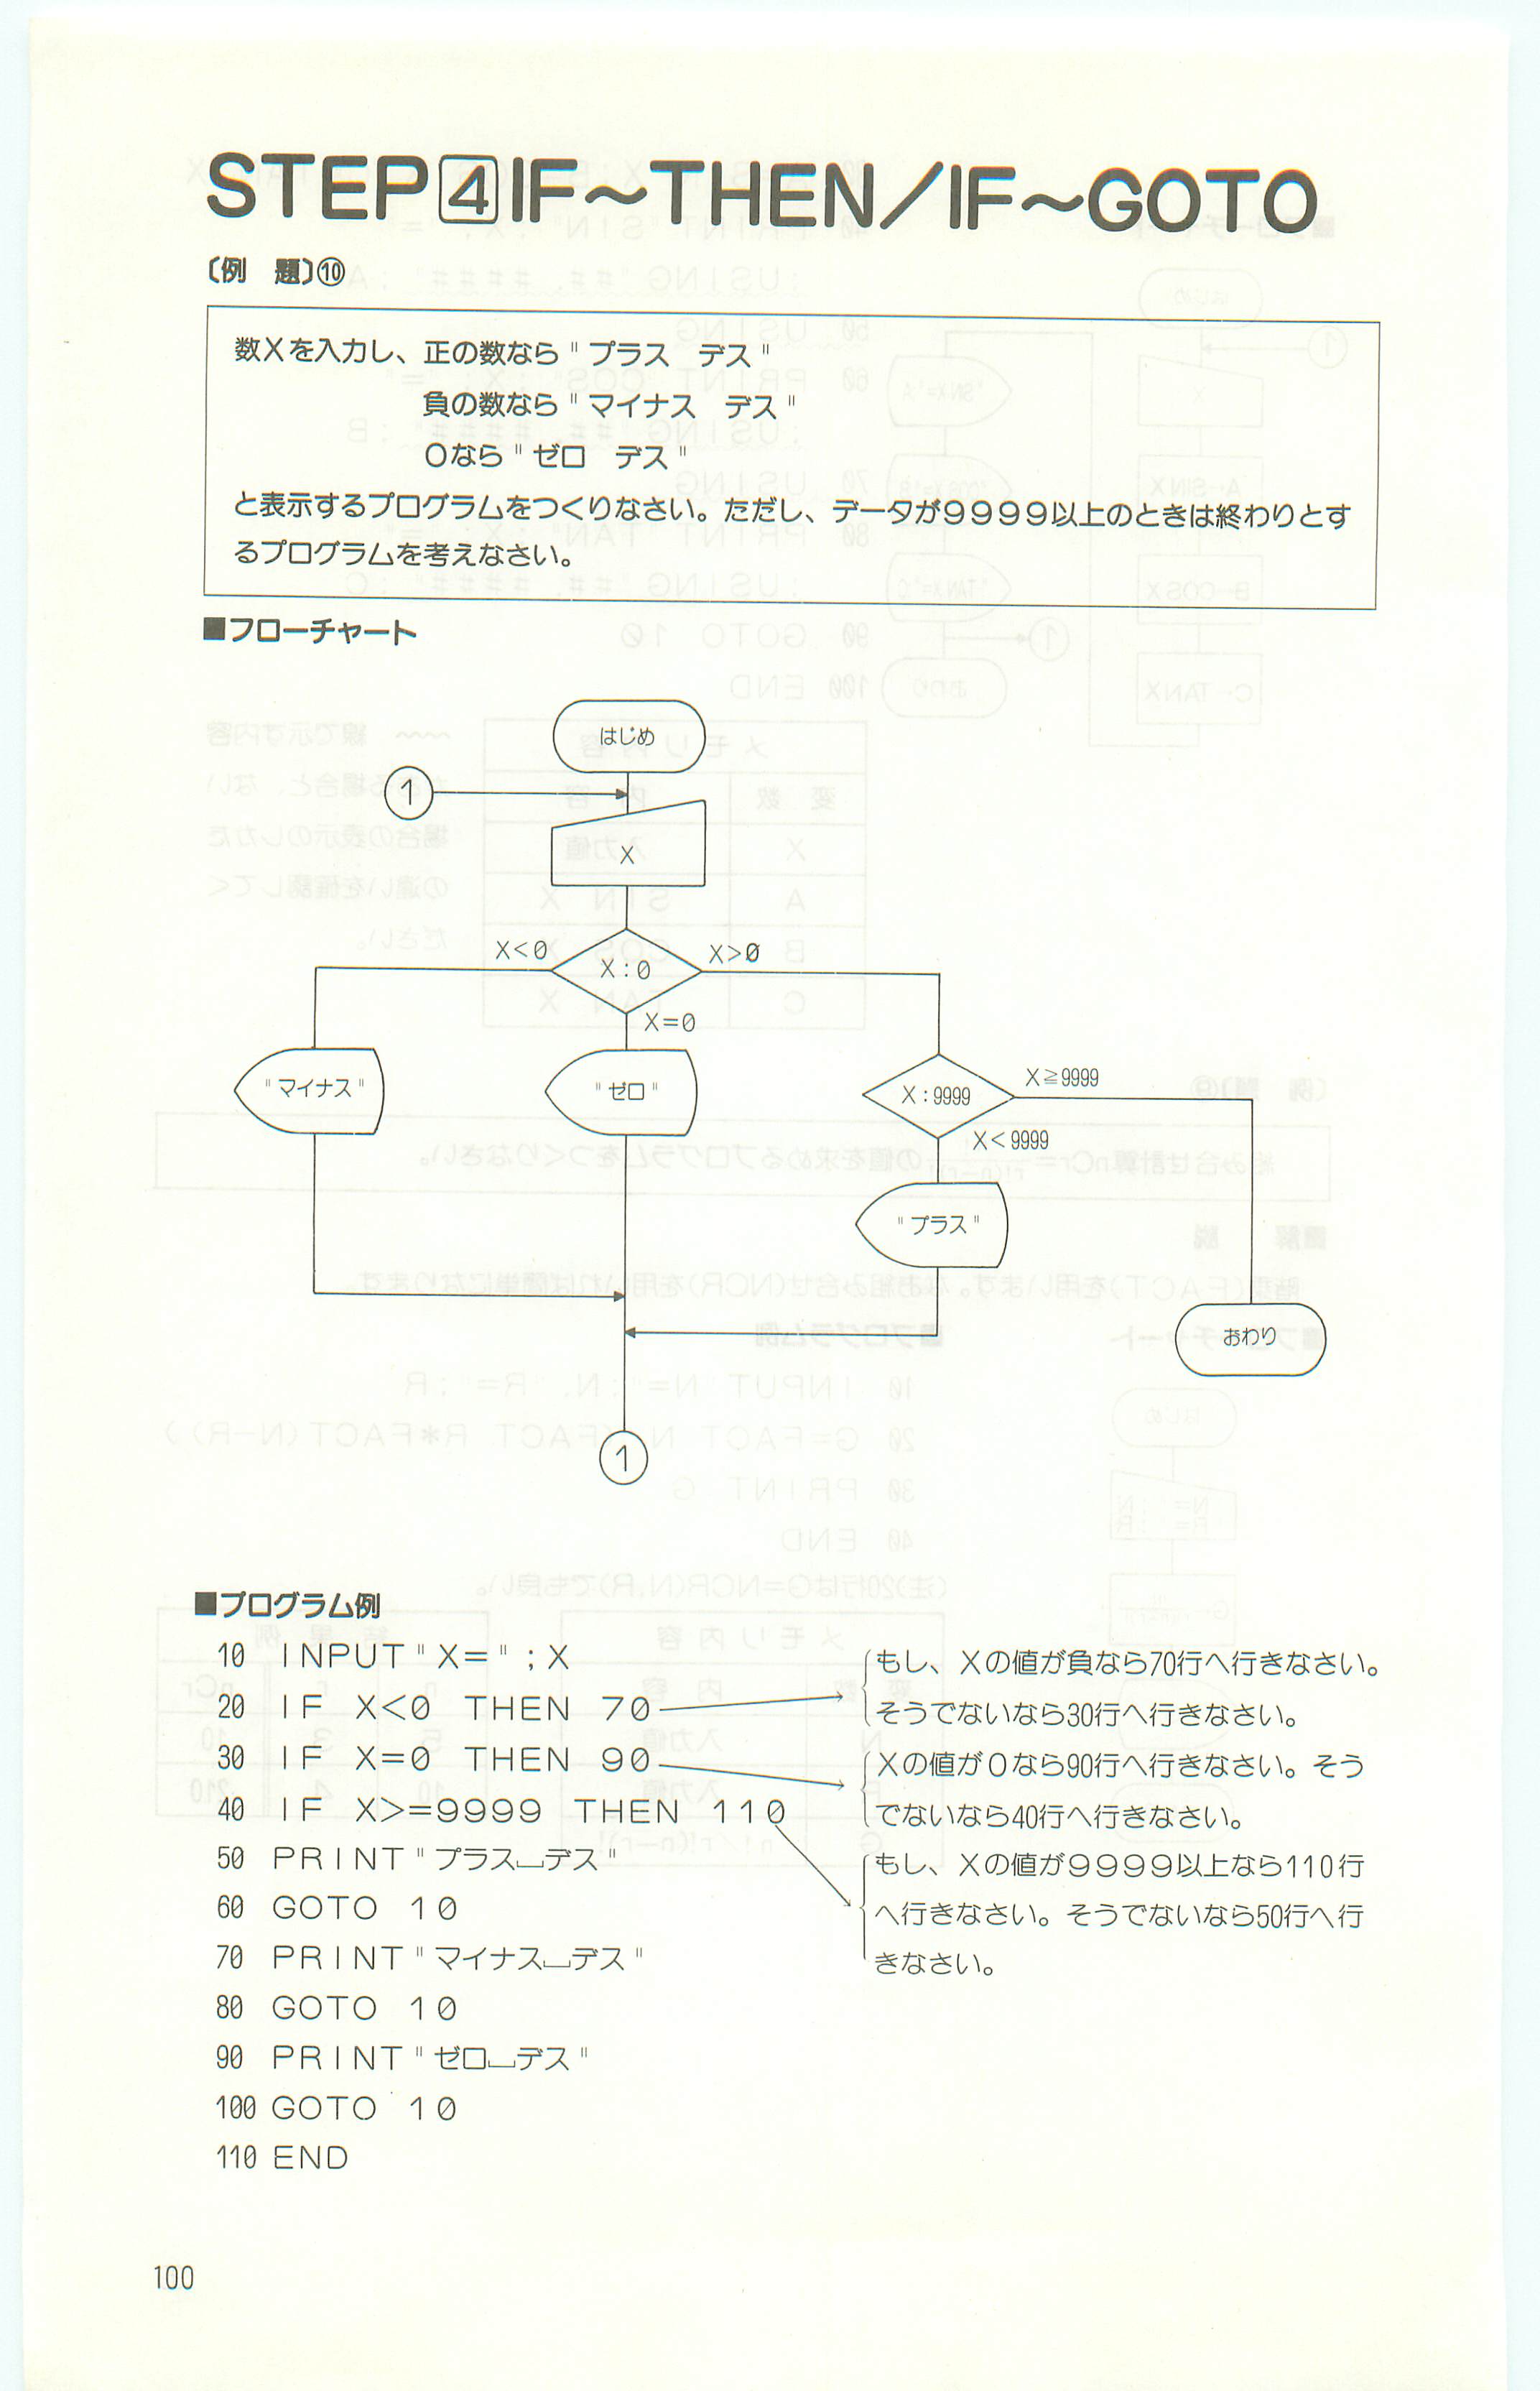 STEP4IF～THEN／IF～GOTO
〔例　題〕⑩
数Xを入力し、正の数なら"プラス　デス"
負の数なら"マイナス　デス"
０なら"ゼロ　デス"
と表示するプログラムをつくりなさい。ただし、データが９９９９以上のときは終わりとす
るプログラムを考えなさい。
■フローチャート
はじめ
1
X
X<0
X:0
X>0
X=0
"マイナス"
"ゼロ"
X:9999
X≧9999
X<9999
"プラス"
おわり
1
■プログラム例
10 INPUT"X=";X
20 IF X<0 THEN 70
30 IF X=0 THEN 90
40 IF X>=9999 THEN 110
50 PRINT"プラス⎵デス"
60 GOTO 10
70 PRINT"マイナス⎵デス"
80 GOTO 10
90 PRINT"ゼロ⎵デス"
100 GOTO 10
110 END
もし、Xの値が負なら70行へ行きなさい。
そうでないなら30行へ行きなさい。
Xの値が０なら90行へ行きなさい。そう
でないなら40行へ行きなさい。
もし、Xの値が９９９９以上なら110行
へ行きなさい。そうでないなら50行へ行
きなさい。
100